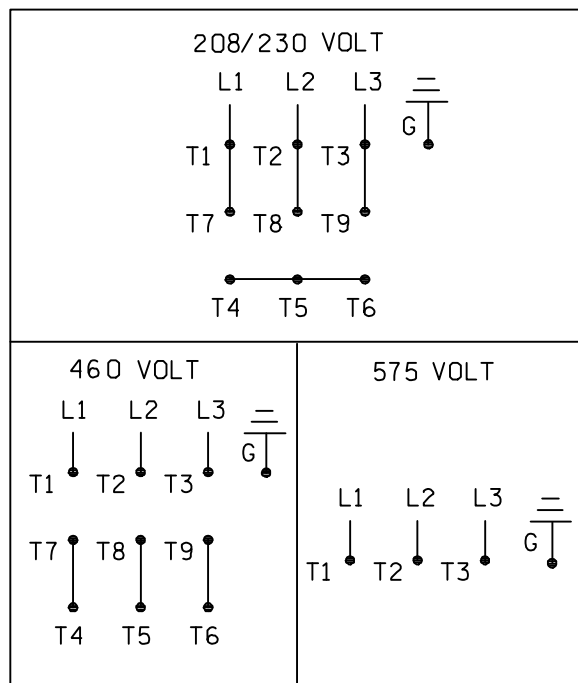 208/230 VOLT
L1 L2 L3
G
T1 T2 T3
T7 T8 T9
T4 T5 T6
460 VOLT
L1 L2 L3
G
T1 T2 T3
T7 T8 T9
T4 T5 T6
575 VOLT
L1 L2 L3
G
T1 T2 T3